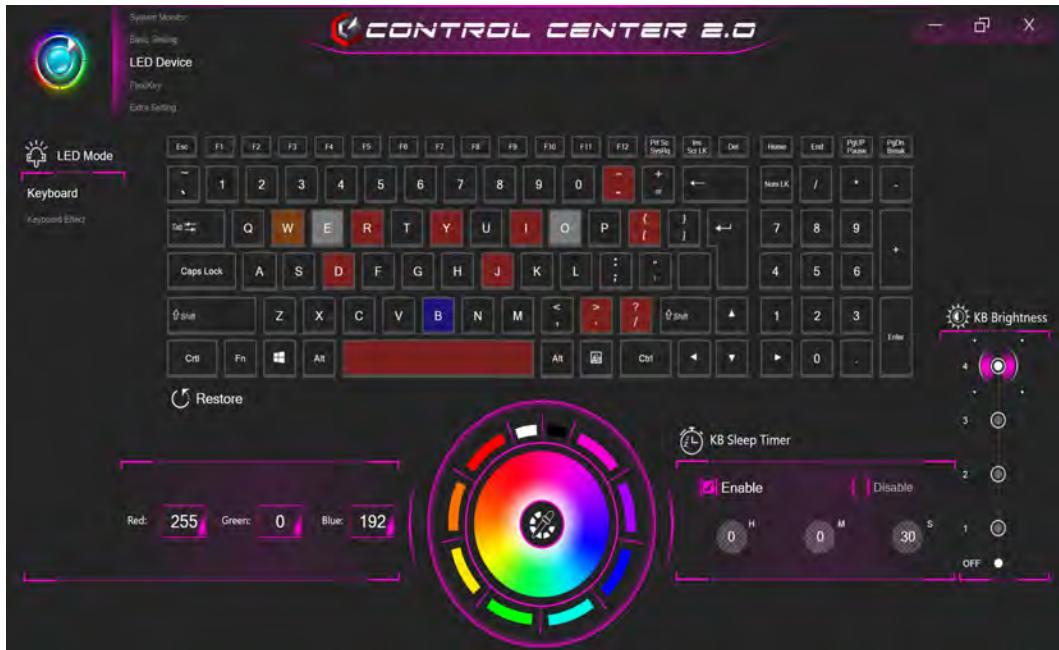 System Monitor
Basic Setting
LED Device
FlexiKey
Extra Setting
CONTROL CENTER 2.0
LED Mode
Keyboard
Keyboard Effect
Esc F1 F2 F3 F4 F5 F6 F7 F8 F9 F10 F11 F12 Prt Sc SysRq Ins Scr LK Del Home End PgUP Pause PgDn Break
~ ` 1 2 3 4 5 6 7 8 9 0 - - + = ← Num LK / * -
Tab Q W E R T Y U I O P { [ } ] 7 8 9 +
Caps Lock A S D F G H J K L : ; " ' 4 5 6
Shift Z X C V B N M < , > . ? / Shift ▲ 1 2 3 Enter
Crtl Fn Alt Alt Ctrl ◄ ▼ ► 0 .
Restore
Red: 255 Green: 0 Blue: 192
KB Sleep Timer
Enable Disable
0 H 0 M 30 S
KB Brightness
4
3
2
1
OFF